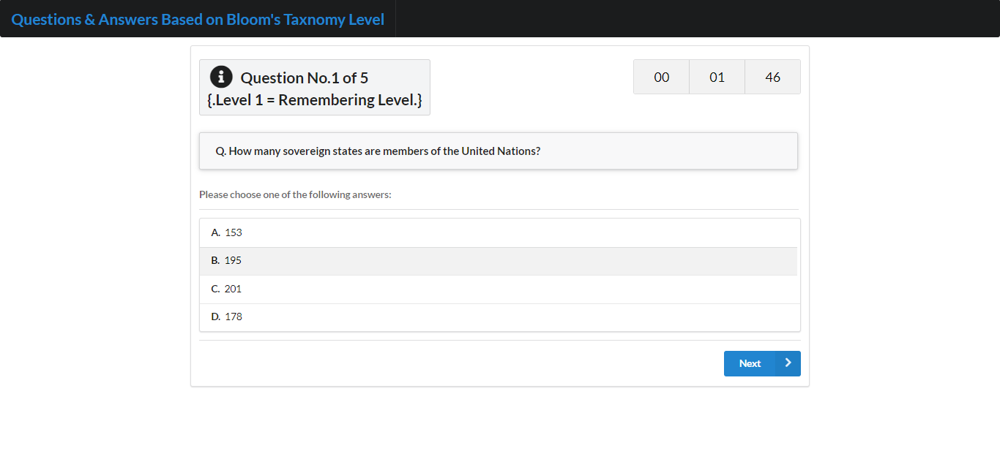 Questions & Answers Based on Bloom's Taxnomy Level
Question No.1 of 5
{.Level 1 = Remembering Level.}
00 01 46
Q. How many sovereign states are members of the United Nations?
Please choose one of the following answers:
A. 153
B. 195
C. 201
D. 178
Next